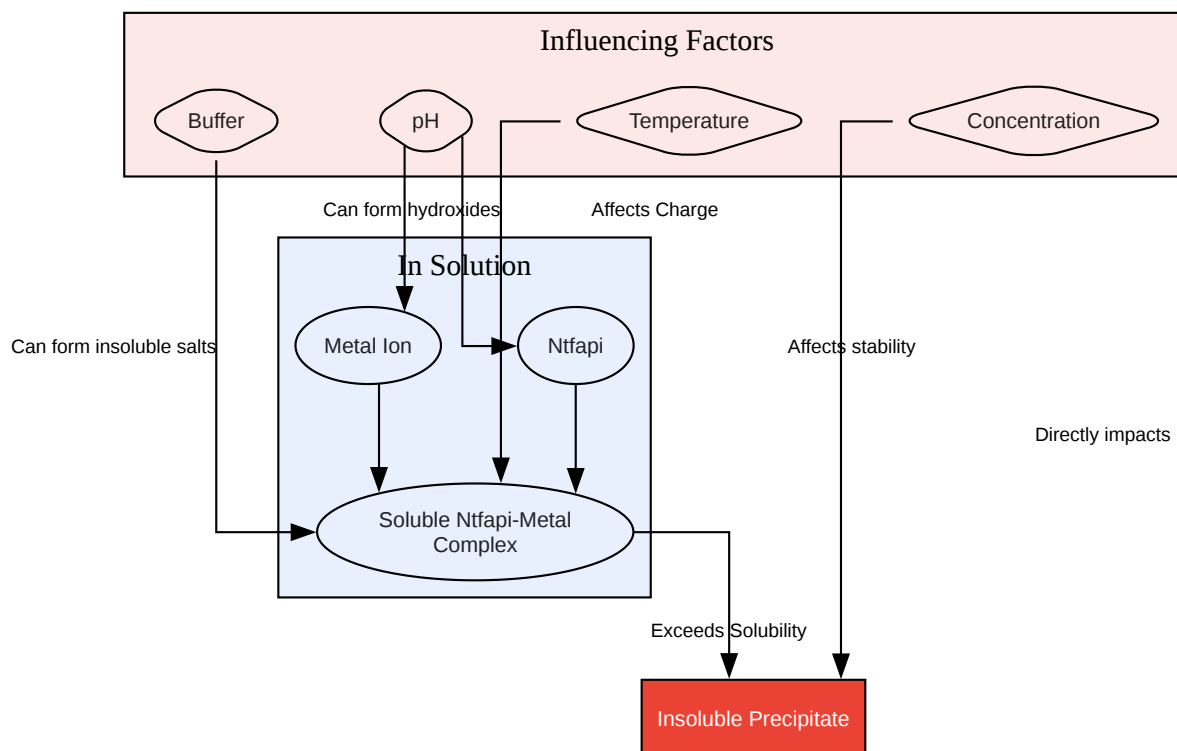 Influencing Factors
Buffer
pH
Temperature
Concentration
Can form hydroxides
Affects Charge
In Solution
Can form insoluble salts
Metal Ion
Ntfapi
Affects stability
Directly impacts
Soluble Ntfapi-Metal
Complex
Exceeds Solubility
Insoluble Precipitate